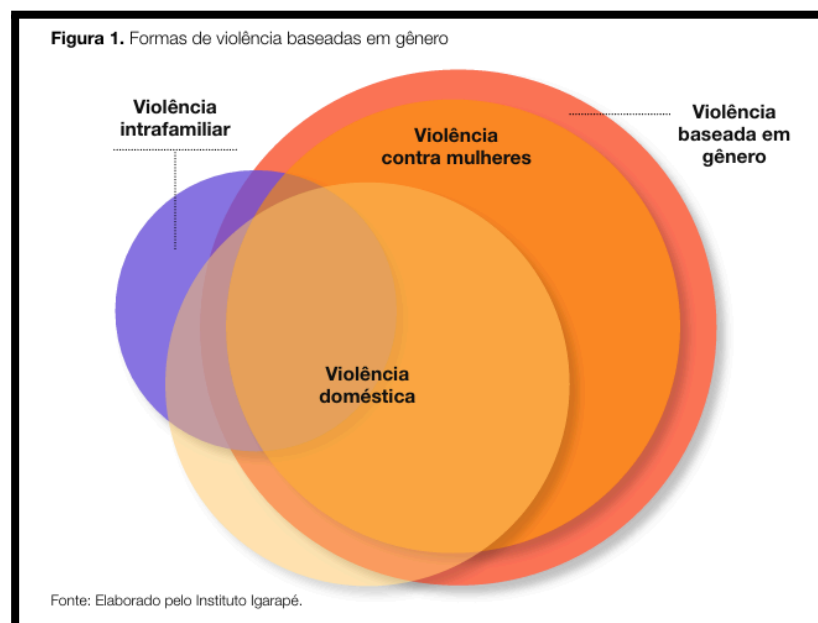 Figura 1. Formas de violência baseadas em gênero
Violência
intrafamiliar
Violência
contra mulheres
Violência
baseada em
gênero
Violência
doméstica
Fonte: Elaborado pelo Instituto Igarapé.